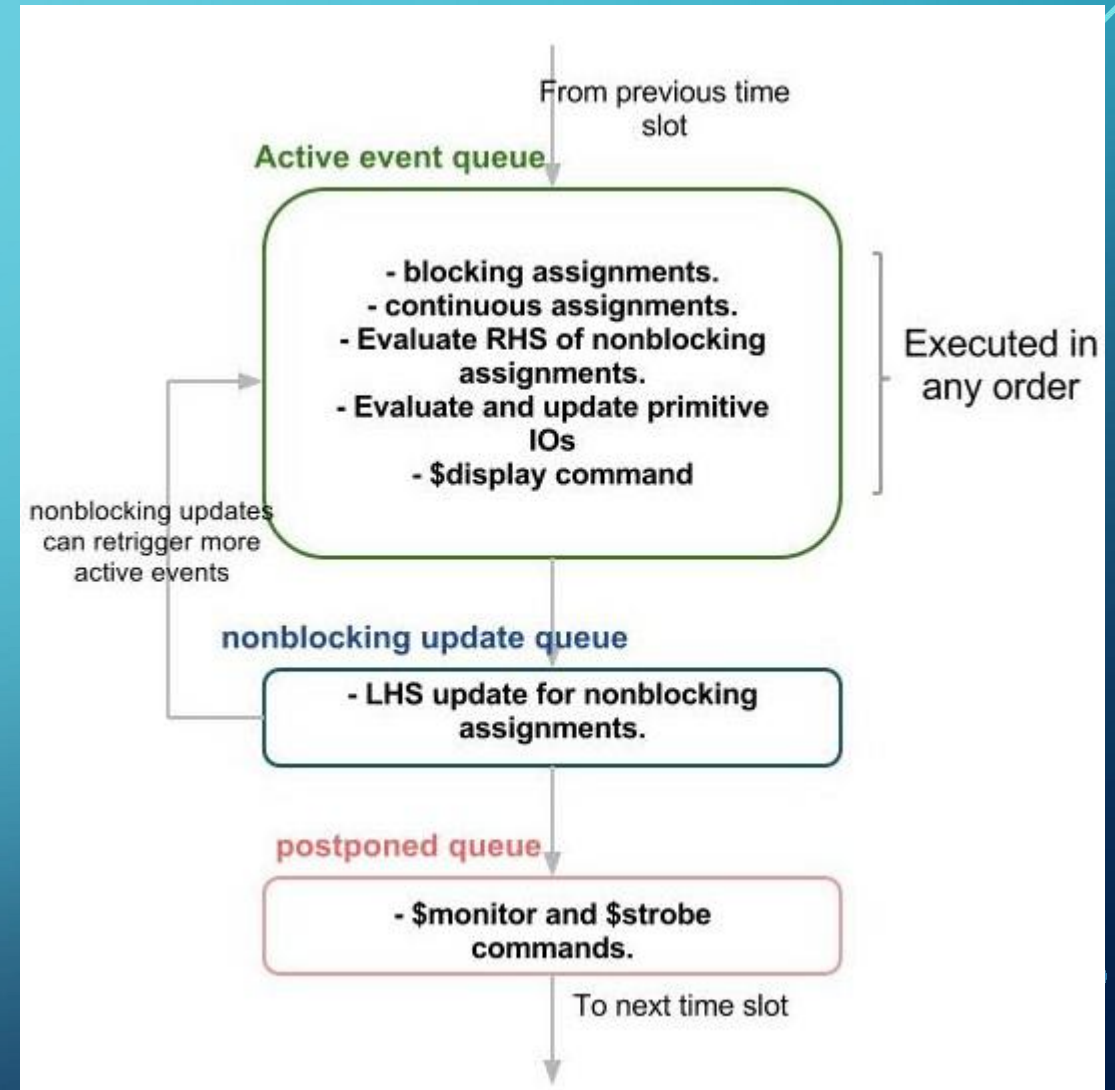 From previous time
slot
Active event queue
- blocking assignments.
- continuous assignments.
- Evaluate RHS of nonblocking
assignments.
- Evaluate and update primitive
IOs
- $display command
Executed in
any order
nonblocking updates
can retrigger more
active events
nonblocking update queue
- LHS update for nonblocking
assignments.
postponed queue
- $monitor and $strobe
commands.
To next time slot